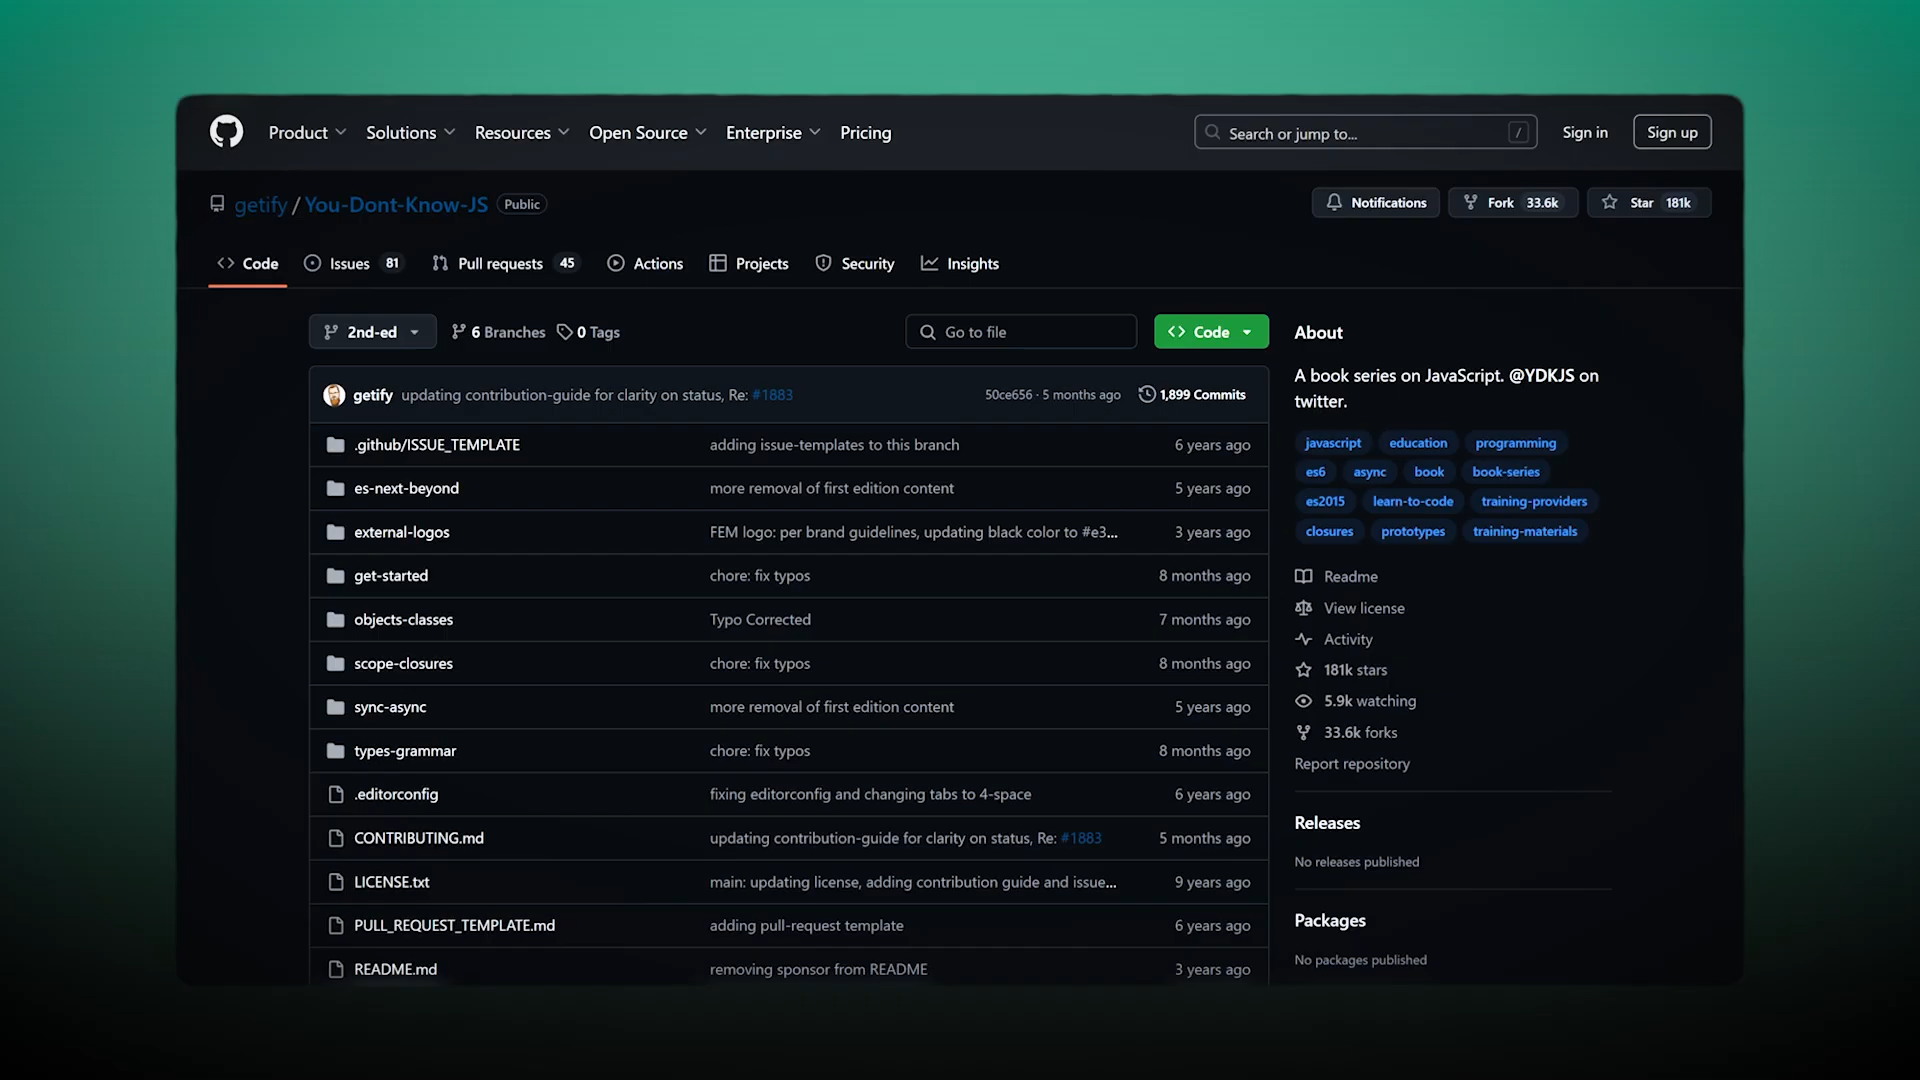 Product Solutions Resources Open Source Enterprise Pricing Search or jump to... / Sign in Sign up
getify / You-Dont-Know-JS Public Notifications Fork 33.6k Star 181k
Code Issues 81 Pull requests 45 Actions Projects Security Insights
2nd-ed 6 Branches 0 Tags Go to file Code
getify updating contribution-guide for clarity on status, Re: #1883 50ce656 · 5 months ago 1,899 Commits
.github/ISSUE_TEMPLATE adding issue-templates to this branch 6 years ago
es-next-beyond more removal of first edition content 5 years ago
external-logos FEM logo: per brand guidelines, updating black color to #e3... 3 years ago
get-started chore: fix typos 8 months ago
objects-classes Typo Corrected 7 months ago
scope-closures chore: fix typos 8 months ago
sync-async more removal of first edition content 5 years ago
types-grammar chore: fix typos 8 months ago
.editorconfig fixing editorconfig and changing tabs to 4-space 6 years ago
CONTRIBUTING.md updating contribution-guide for clarity on status, Re: #1883 5 months ago
LICENSE.txt main: updating license, adding contribution guide and issue... 9 years ago
PULL_REQUEST_TEMPLATE.md adding pull-request template 6 years ago
README.md removing sponsor from README 3 years ago
About
A book series on JavaScript. @YDKJS on
twitter.
javascript education programming
es6 async book book-series
es2015 learn-to-code training-providers
closures prototypes training-materials
Readme
View license
Activity
181k stars
5.9k watching
33.6k forks
Report repository
Releases
No releases published
Packages
No packages published